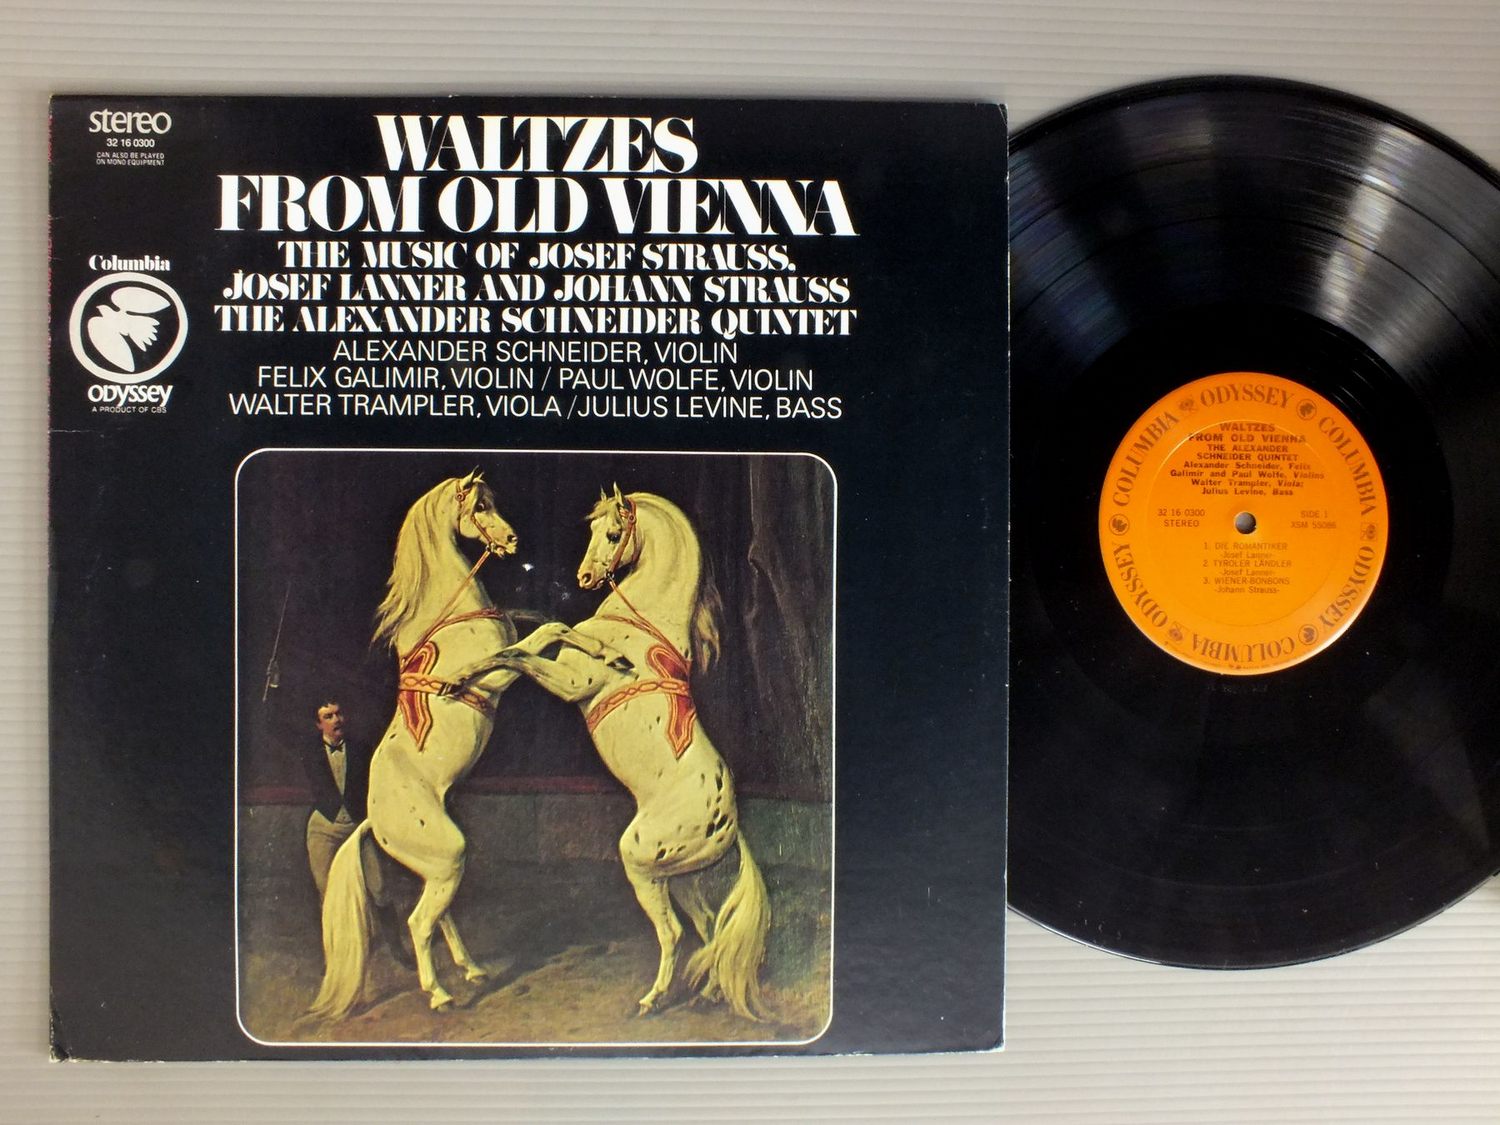 stereo
32 16 0300
CAN ALSO BE PLAYED
ON MONO EQUIPMENT
Columbia
ODYSSEY
A PRODUCT OF CBS
WALTZES
FROM OLD VIENNA
THE MUSIC OF JOSEF STRAUSS,
JOSEF LANNER AND JOHANN STRAUSS
THE ALEXANDER SCHNEIDER QUINTET
ALEXANDER SCHNEIDER, VIOLIN
FELIX GALIMIR, VIOLIN / PAUL WOLFE, VIOLIN
WALTER TRAMPLER, VIOLA / JULIUS LEVINE, BASS
COLUMBIA ODYSSEY COLUMBIA ODYSSEY COLUMBIA ODYSSEY
WALTZES
FROM OLD VIENNA
THE ALEXANDER
SCHNEIDER QUINTET
Alexander Schneider, Felix
Galimir and Paul Wolfe, Violins
Walter Trampler, Viola;
Julius Levine, Bass
32 16 0300
STEREO
SIDE 1
XSM 55086
1. DIE ROMANTIKER
-Josef Lanner-
2. TYROLER LÄNDLER
-Josef Lanner-
3. WIENER-BONBONS
-Johann Strauss-